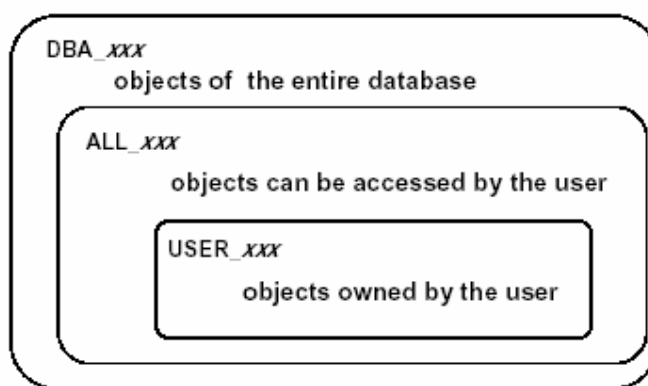 DBA_xxx
objects of the entire database
ALL_xxx
objects can be accessed by the user
USER_xxx
objects owned by the user